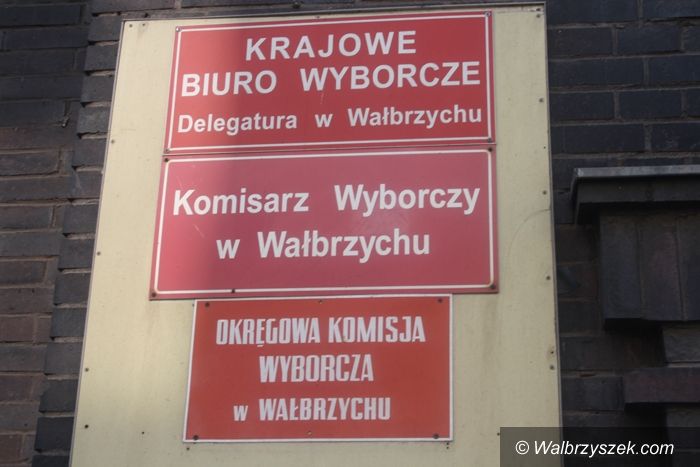 KRAJOWE
BIURO WYBORCZE
Delegatura w Wałbrzychu
Komisarz Wyborczy
w Wałbrzychu
OKRĘGOWA KOMISJA
WYBORCZA
w WAŁBRZYCHU
© Walbrzyszek.com